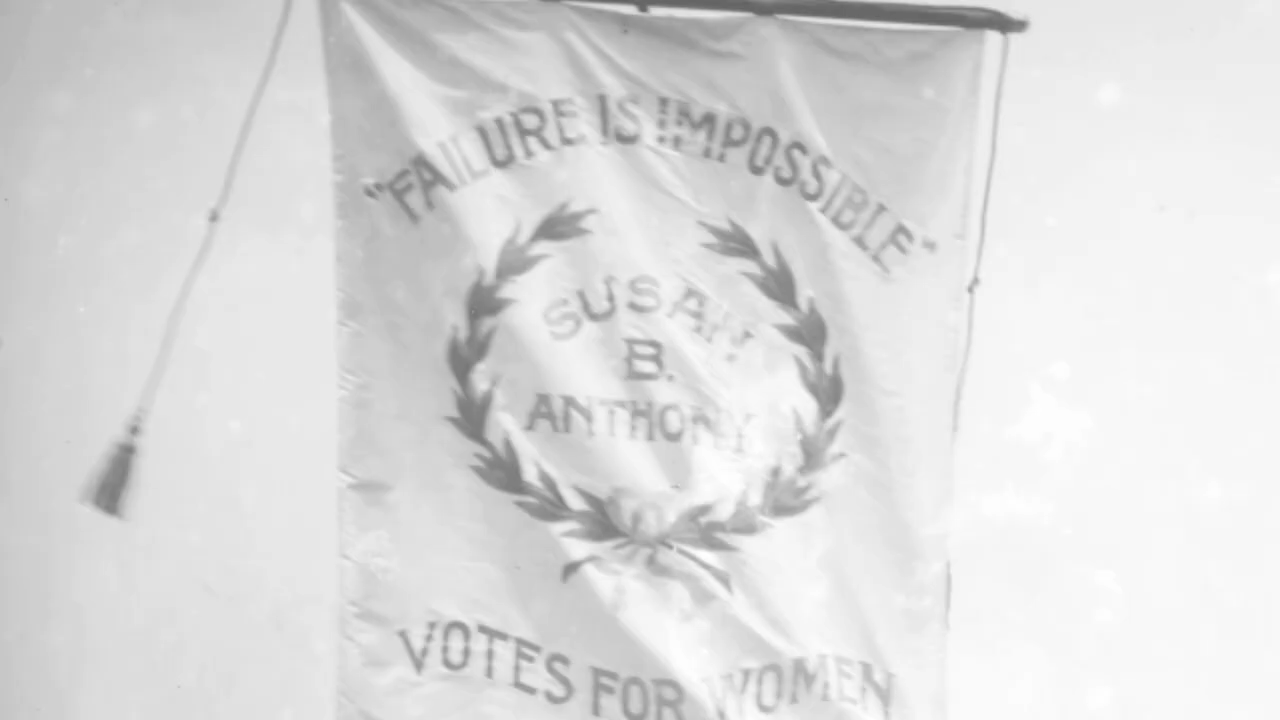 "FAILURE IS IMPOSSIBLE"
SUSAN
B.
ANTHONY
VOTES FOR WOMEN